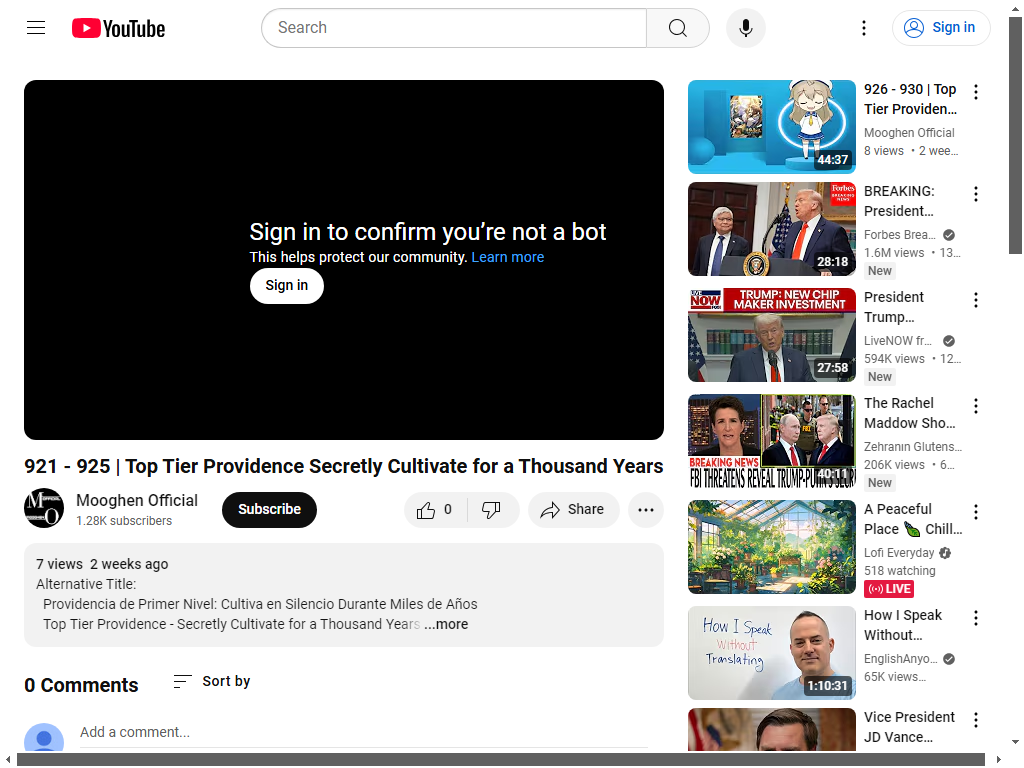 YouTube
Search
Sign in
Sign in to confirm you're not a bot
This helps protect our community. Learn more
Sign in
921 - 925 | Top Tier Providence Secretly Cultivate for a Thousand Years
Mooghen Official
1.28K subscribers
Subscribe
0
Share
7 views 2 weeks ago
Alternative Title:
Providencia de Primer Nivel: Cultiva en Silencio Durante Miles de Años
Top Tier Providence - Secretly Cultivate for a Thousand Years ...more
0 Comments
Sort by
Add a comment...
44:37
926 - 930 | Top
Tier Providen...
Mooghen Official
8 views • 2 wee...
Forbes
BREAKING
NEWS
28:18
BREAKING:
President...
Forbes Brea...
1.6M views • 13...
New
LIVE
NOW
TRUMP: NEW CHIP
MAKER INVESTMENT
27:58
President
Trump...
LiveNOW fr...
594K views • 12...
New
BREAKING NEWS
FBI THREATENS REVEAL TRUMP-PU
40:11
The Rachel
Maddow Sho...
Zehrann Glutens...
206K views • 6...
New
A Peaceful
Place 🌿 Chill...
Lofi Everyday
518 watching
LIVE
How I Speak
Without
Translating
1:10:31
How I Speak
Without...
EnglishAnyo...
65K views...
Vice President
JD Vance...